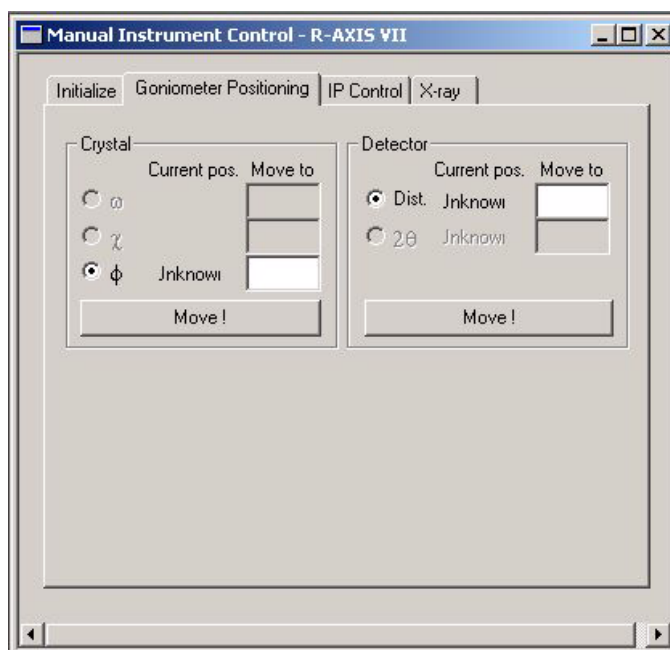 Manual Instrument Control - R-AXIS VII
Initialize Goniometer Positioning IP Control X-ray
Crystal
Current pos. Move to
ω
χ
ϕ Jnknowı
Move !
Detector
Current pos. Move to
Dist. Jnknowı
2θ Jnknowı
Move !